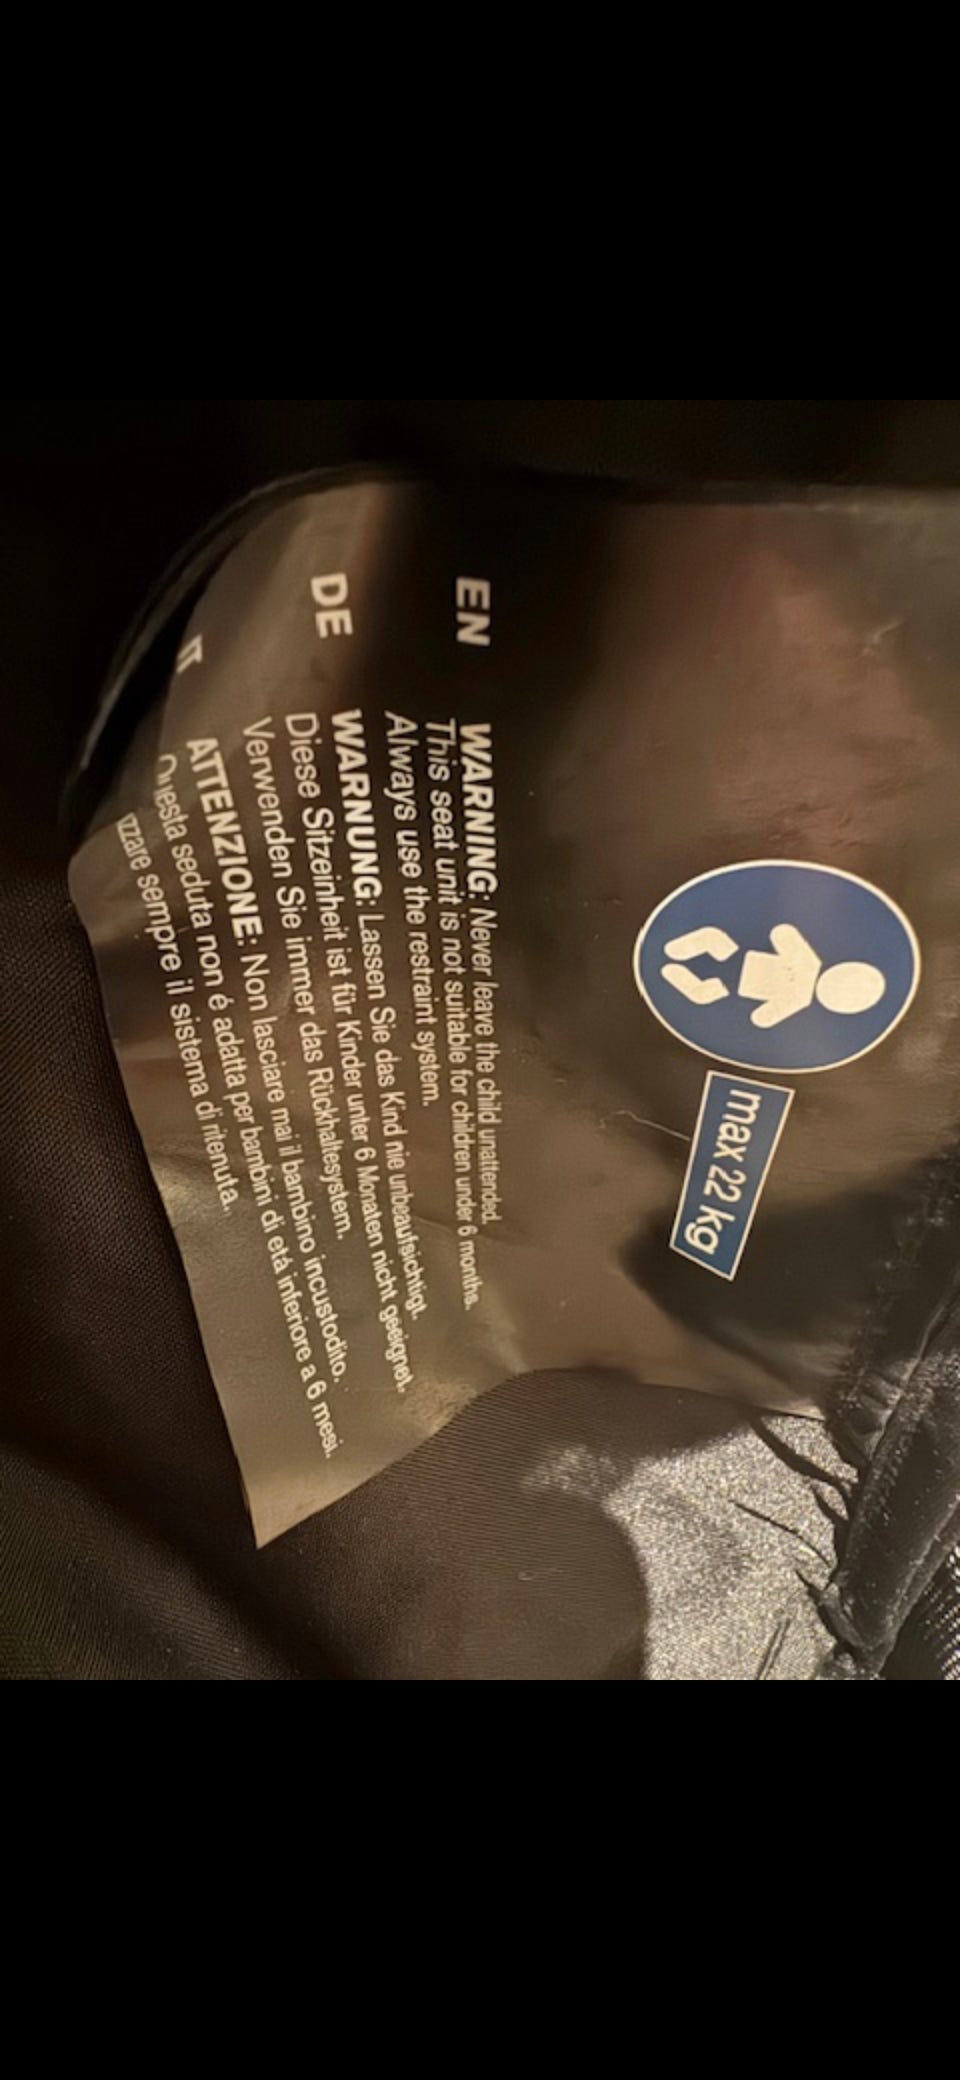 max 22 kg
EN
WARNING: Never leave the child unattended.
This seat unit is not suitable for children under 6 months.
Always use the restraint system.
DE
WARNUNG: Lassen Sie das Kind nie unbeaufsichtigt.
Diese Sitzeinheit ist für Kinder unter 6 Monaten nicht geeignet.
Verwenden Sie immer das Rückhaltesystem.
IT
ATTENZIONE: Non lasciare mai il bambino incustodito.
Questa seduta non é adatta per bambini di età inferiore a 6 mesi.
sempre il sistema di ritenuta.